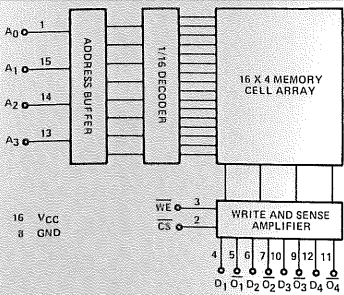 A0 1
A1 15
A2 14
A3 13
ADDRESS BUFFER
1/16 DECODER
16 X 4 MEMORY
CELL ARRAY
WE 3
CS 2
WRITE AND SENSE
AMPLIFIER
16 VCC
8 GND
4 5 6 7 10 9 12 11
D1 O1 D2 O2 D3 O3 D4 O4